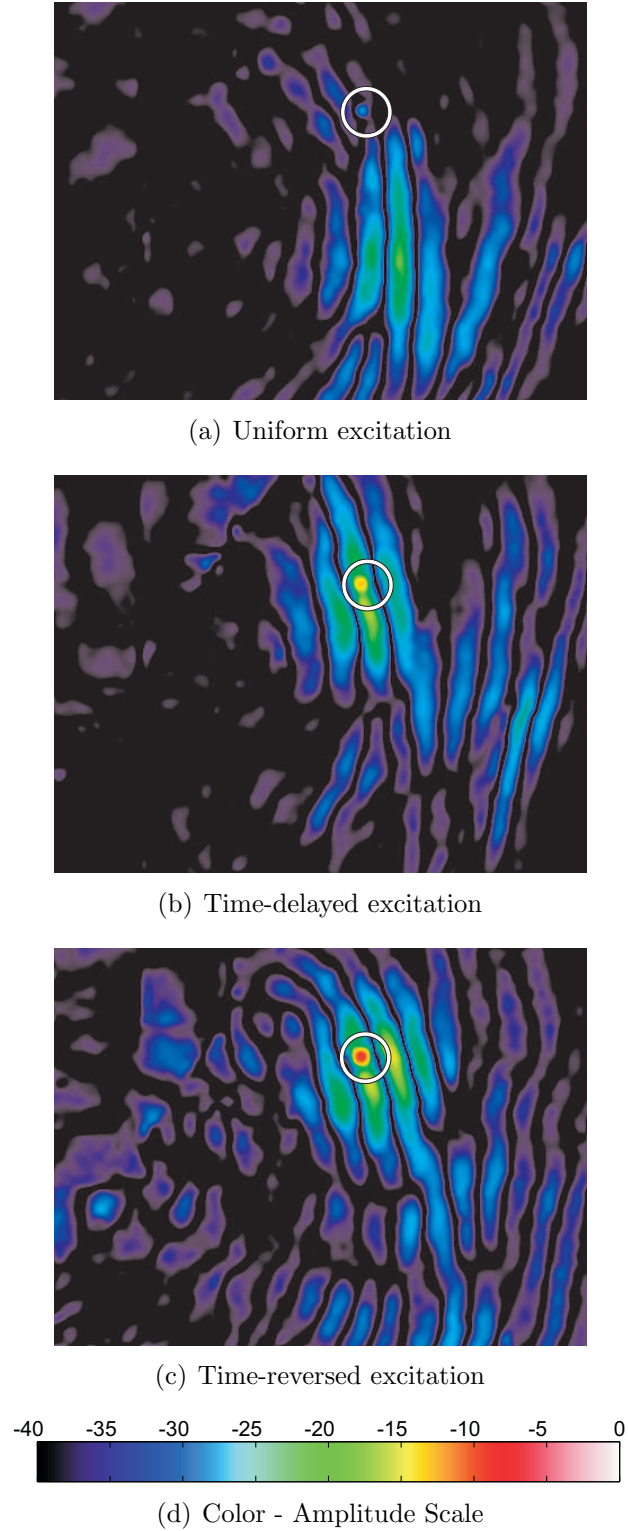 (a) Uniform excitation
(b) Time-delayed excitation
(c) Time-reversed excitation
-40 -35 -30 -25 -20 -15 -10 -5 0
(d) Color - Amplitude Scale